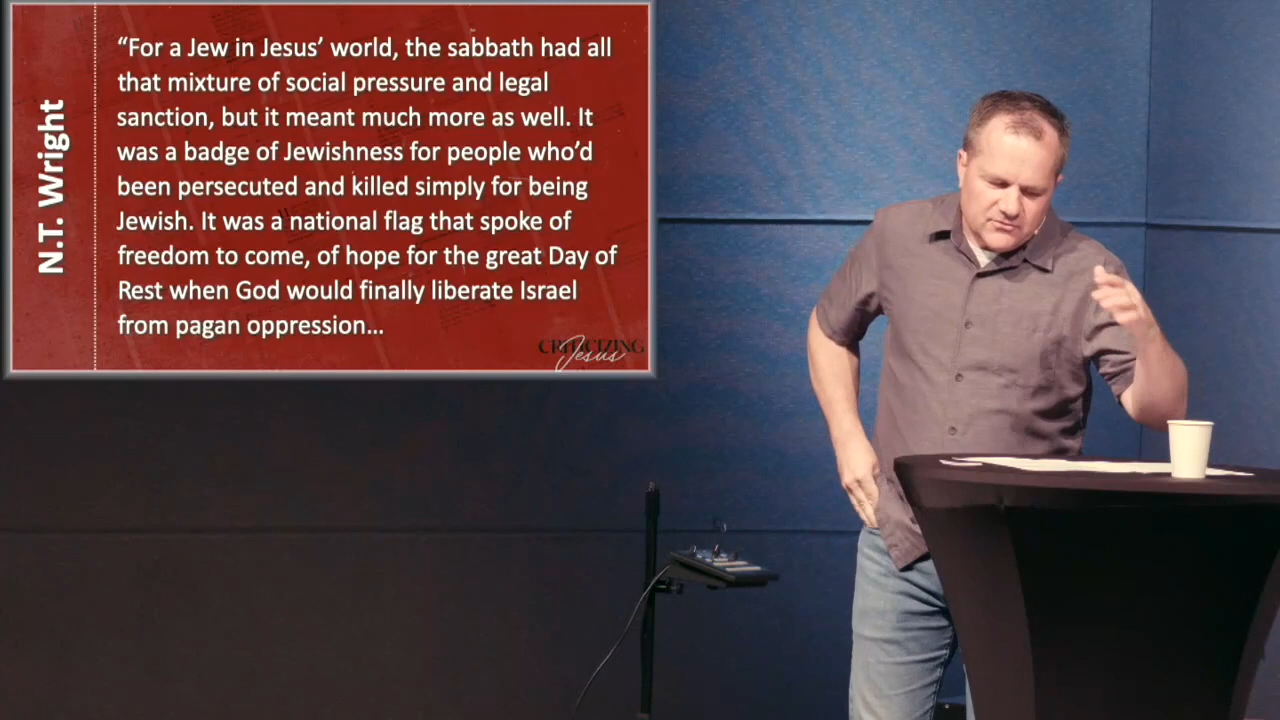 N.T. Wright
“For a Jew in Jesus’ world, the sabbath had all
that mixture of social pressure and legal
sanction, but it meant much more as well. It
was a badge of Jewishness for people who’d
been persecuted and killed simply for being
Jewish. It was a national flag that spoke of
freedom to come, of hope for the great Day of
Rest when God would finally liberate Israel
from pagan oppression…
CRITICIZING
Jesus